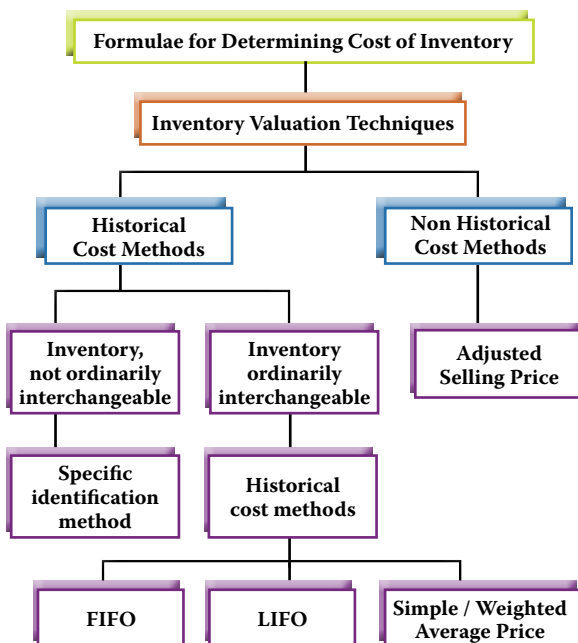 Formulae for Determining Cost of Inventory
Inventory Valuation Techniques
Historical
Cost Methods
Non Historical
Cost Methods
Inventory,
not ordinarily
interchangeable
Inventory
ordinarily
interchangeable
Adjusted
Selling Price
Specific
identification
method
Historical
cost methods
FIFO
LIFO
Simple / Weighted
Average Price